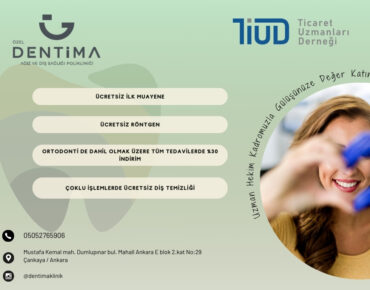 ÖZEL
DENTİMA
AĞIZ VE DİŞ SAĞLIĞI POLİKLİNİĞİ
TİUD Ticaret
Uzmanları
Derneği
Uzman Hekim Kadromuzla Gülüşünüze Değer Katın
ÜCRETSİZ İLK MUAYENE
ÜCRETSİZ RÖNTGEN
ORTODONTİ DE DAHİL OLMAK ÜZERE TÜM TEDAVİLERDE %30
İNDİRİM
ÇOKLU İŞLEMLERDE ÜCRETSİZ DİŞ TEMİZLİĞİ
05052765906
Mustafa Kemal mah. Dumlupınar bul. Mahall Ankara E blok 2.kat No:29
Çankaya / Ankara
@dentimaklinik